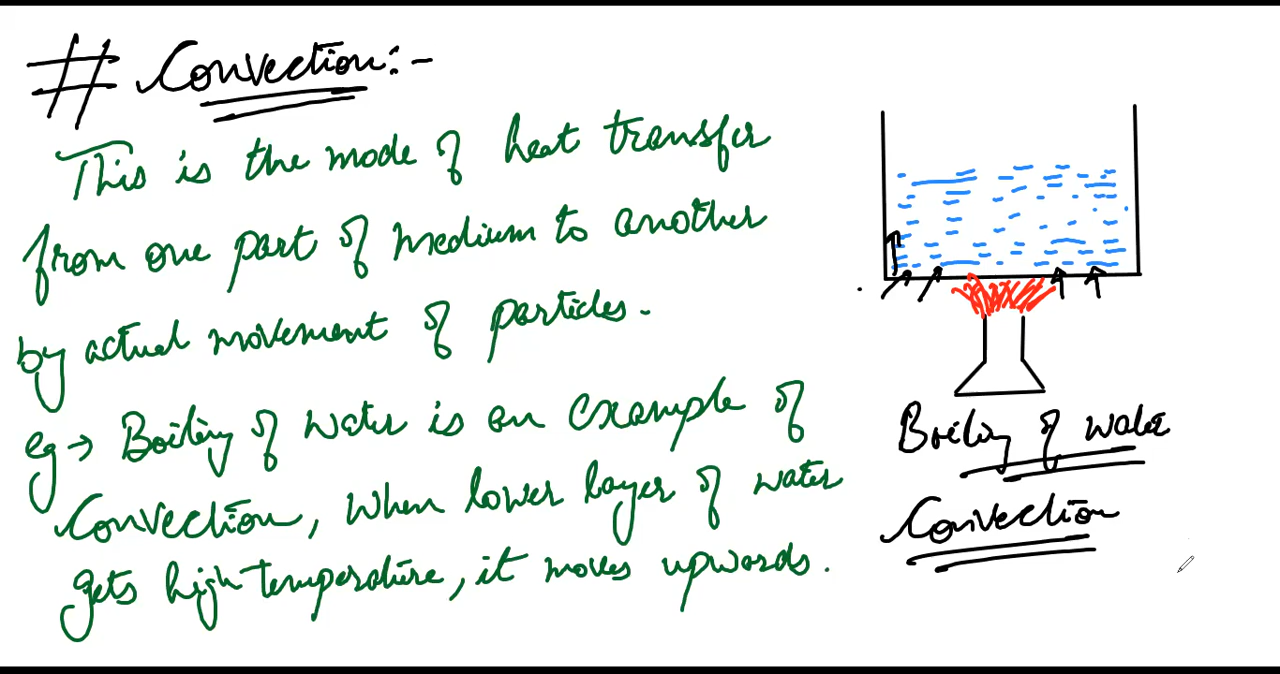 # Convection:-
This is the mode of heat transfer
from one part of medium to another
by actual movement of particles.
eg → Boiling of water is an example of
Convection, when lower layer of water
gets high temperature, it moves upwards.
Boiling of water
Convection